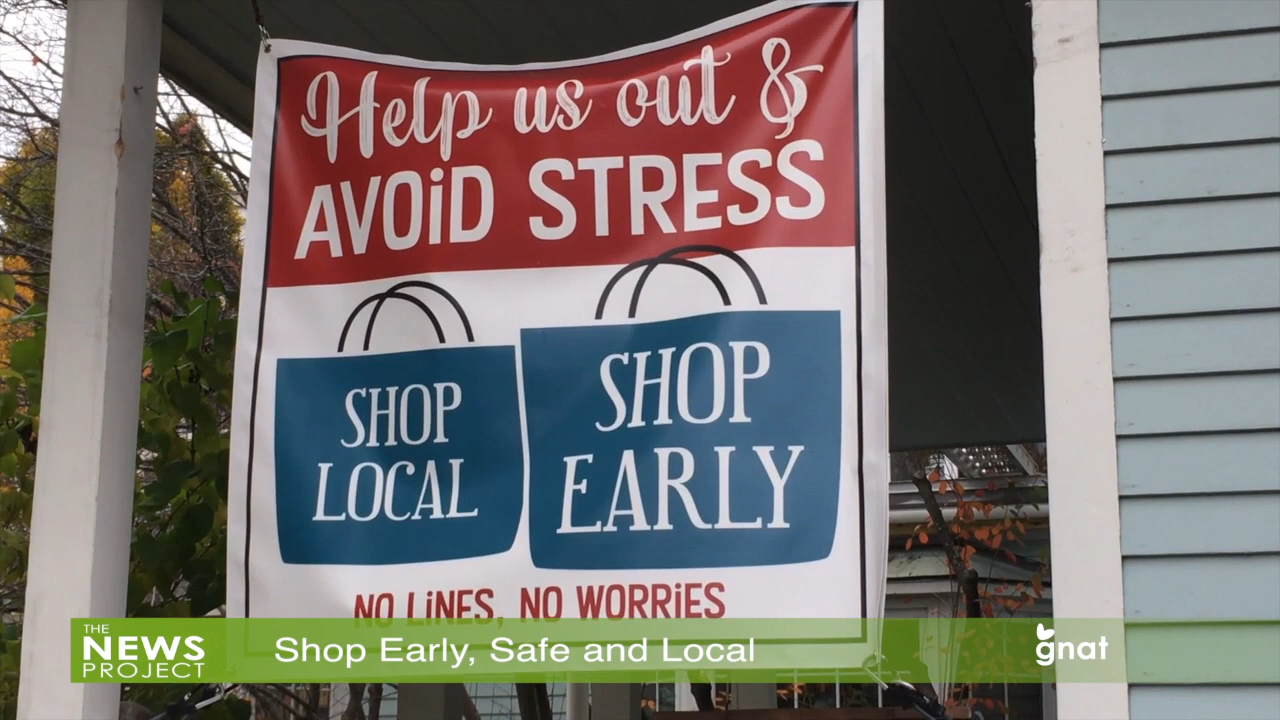 Help us out &
AVOiD STRESS
SHOP
LOCAL
SHOP
EARLY
NO LiNES, NO WORRiES
THE
NEWS
PROJECT
Shop Early, Safe and Local
gnat